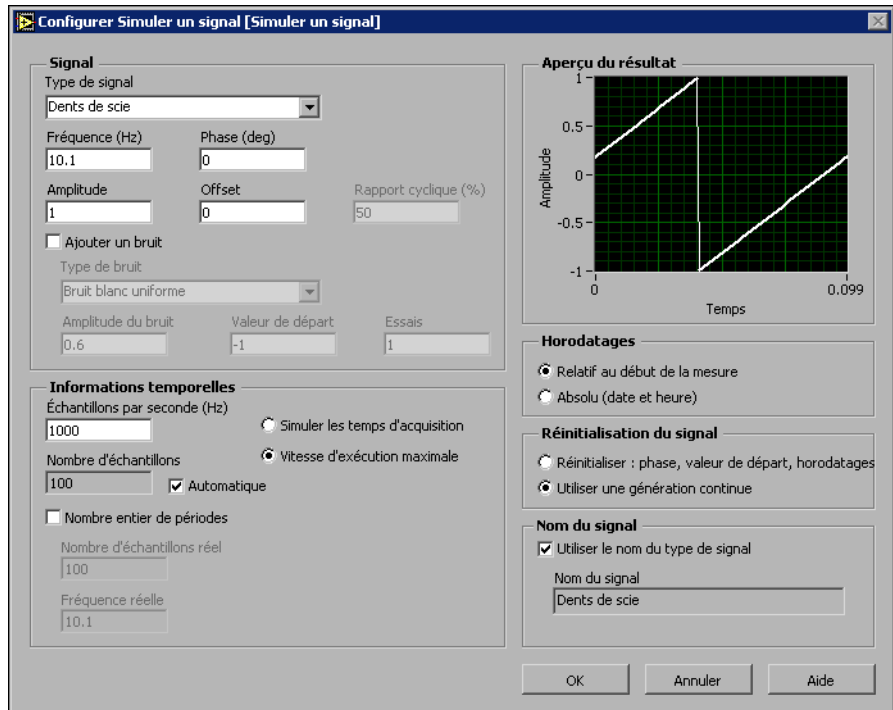 Configurer Simuler un signal [Simuler un signal]
Signal
Type de signal
Dents de scie
Fréquence (Hz)
Phase (deg)
10.1
0
Amplitude
Offset
Rapport cyclique (%)
1
0
50
Ajouter un bruit
Type de bruit
Bruit blanc uniforme
Amplitude du bruit
Valeur de départ
Essais
0.6
-1
1
Informations temporelles
Échantillons par seconde (Hz)
1000
Simuler les temps d'acquisition
Vitesse d'exécution maximale
Nombre d'échantillons
100
Automatique
Nombre entier de périodes
Nombre d'échantillons réel
100
Fréquence réelle
10.1
Aperçu du résultat
1
0.5
0
-0.5
-1
Amplitude
0
0.099
Temps
Horodatages
Relatif au début de la mesure
Absolu (date et heure)
Réinitialisation du signal
Réinitialiser : phase, valeur de départ, horodatages
Utiliser une génération continue
Nom du signal
Utiliser le nom du type de signal
Nom du signal
Dents de scie
OK
Annuler
Aide